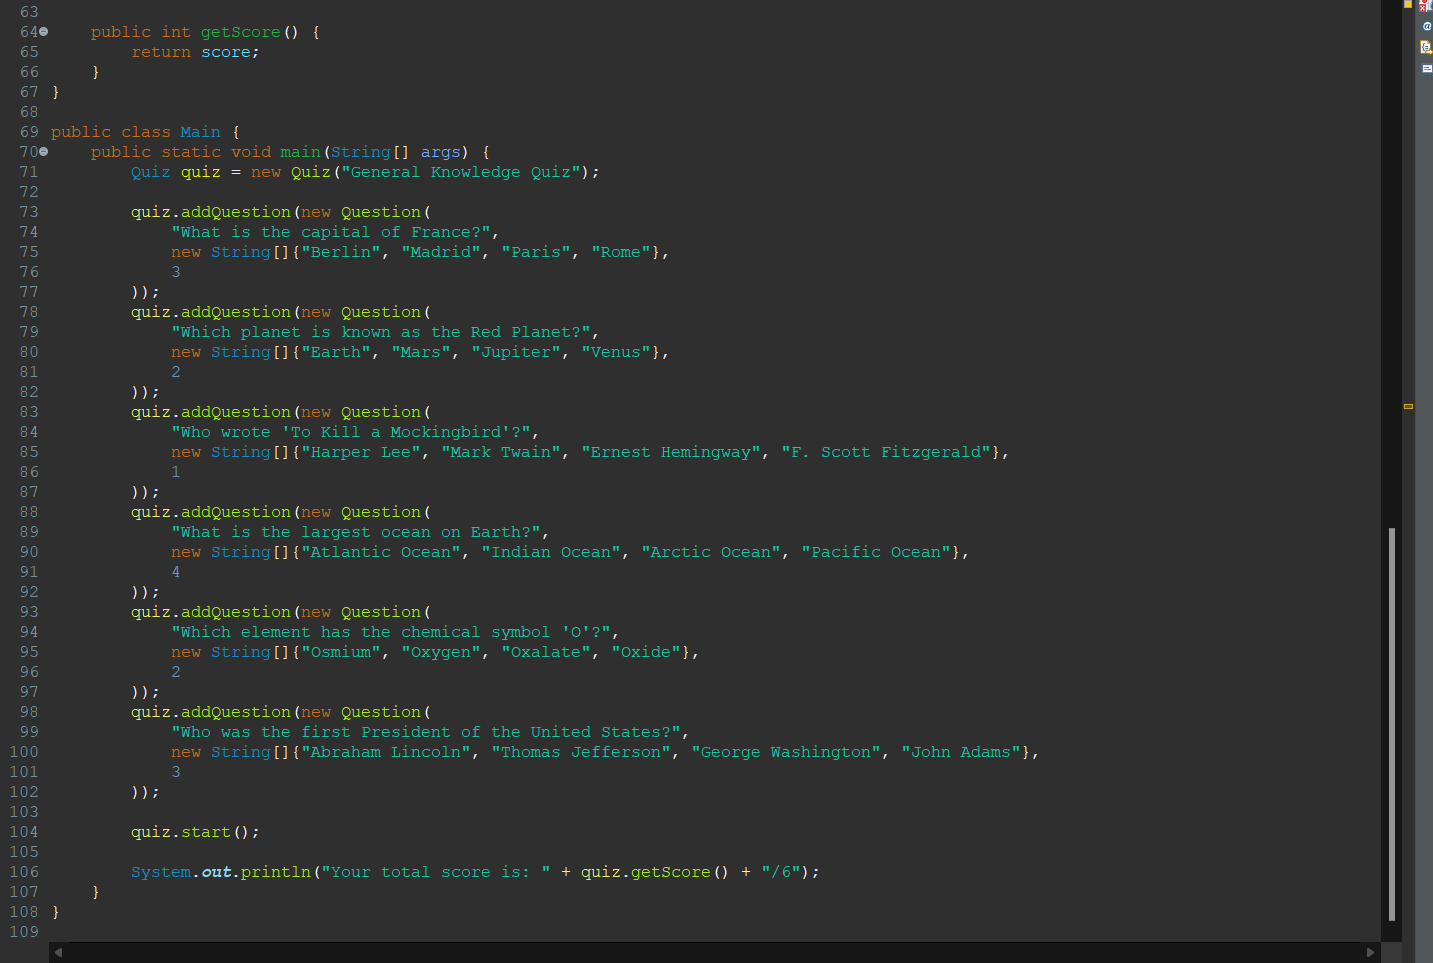 63
64 public int getScore() {
65 return score;
66 }
67 }
68
69 public class Main {
70 public static void main(String[] args) {
71 Quiz quiz = new Quiz("General Knowledge Quiz");
72
73 quiz.addQuestion(new Question(
74 "What is the capital of France?",
75 new String[]{"Berlin", "Madrid", "Paris", "Rome"},
76 3
77 ));
78 quiz.addQuestion(new Question(
79 "Which planet is known as the Red Planet?",
80 new String[]{"Earth", "Mars", "Jupiter", "Venus"},
81 2
82 ));
83 quiz.addQuestion(new Question(
84 "Who wrote 'To Kill a Mockingbird'?",
85 new String[]{"Harper Lee", "Mark Twain", "Ernest Hemingway", "F. Scott Fitzgerald"},
86 1
87 ));
88 quiz.addQuestion(new Question(
89 "What is the largest ocean on Earth?",
90 new String[]{"Atlantic Ocean", "Indian Ocean", "Arctic Ocean", "Pacific Ocean"},
91 4
92 ));
93 quiz.addQuestion(new Question(
94 "Which element has the chemical symbol 'O'?",
95 new String[]{"Osmium", "Oxygen", "Oxalate", "Oxide"},
96 2
97 ));
98 quiz.addQuestion(new Question(
99 "Who was the first President of the United States?",
100 new String[]{"Abraham Lincoln", "Thomas Jefferson", "George Washington", "John Adams"},
101 3
102 ));
103
104 quiz.start();
105
106 System.out.println("Your total score is: " + quiz.getScore() + "/6");
107 }
108 }
109